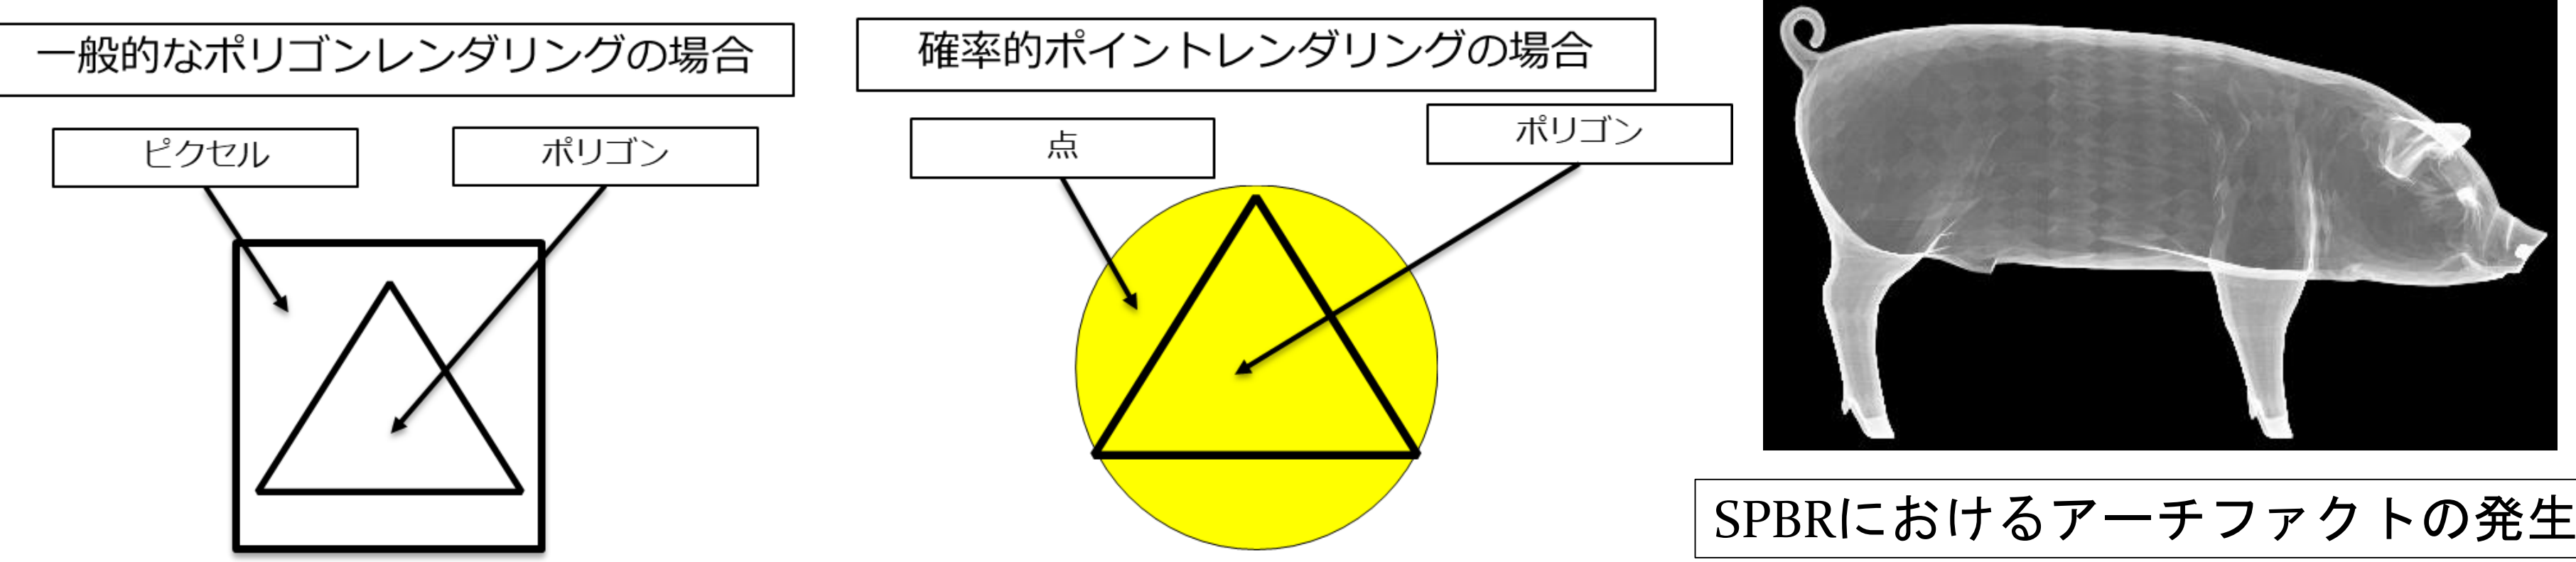 一般的なポリゴンレンダリングの場合
ピクセル
ポリゴン
確率的ポイントレンダリングの場合
点
ポリゴン
SPBRにおけるアーチファクトの発生